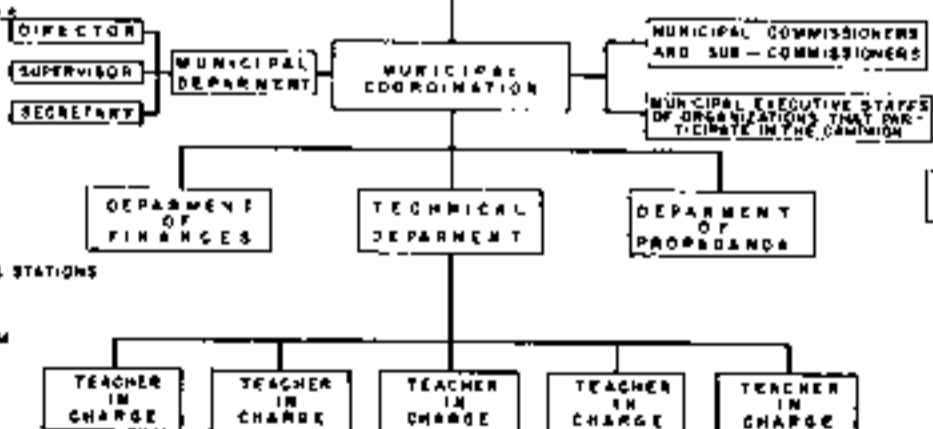 DIRECTOR
SUPERVISOR
SECRETARY
MUNICIPAL
DEPARMENT
MUNICIPAL
COORDINATION
MUNICIPAL COMMISSIONERS
AND SUB-COMMISSIONERS
MUNICIPAL EXECUTIVE STAFFS
OF ORGANIZATIONS THAT PAR-
TICIPATE IN THE
DEPARMENT
OF
FINANCES
TECHNICAL
DEPARMENT
DEPARMENT
OF
PROPAGANDA
STATIONS
TEACHER
IN
CHARGE
TEACHER
IN
CHARGE
TEACHER
IN
CHARGE
TEACHER
IN
CHARGE
TEACHER
IN
CHARGE